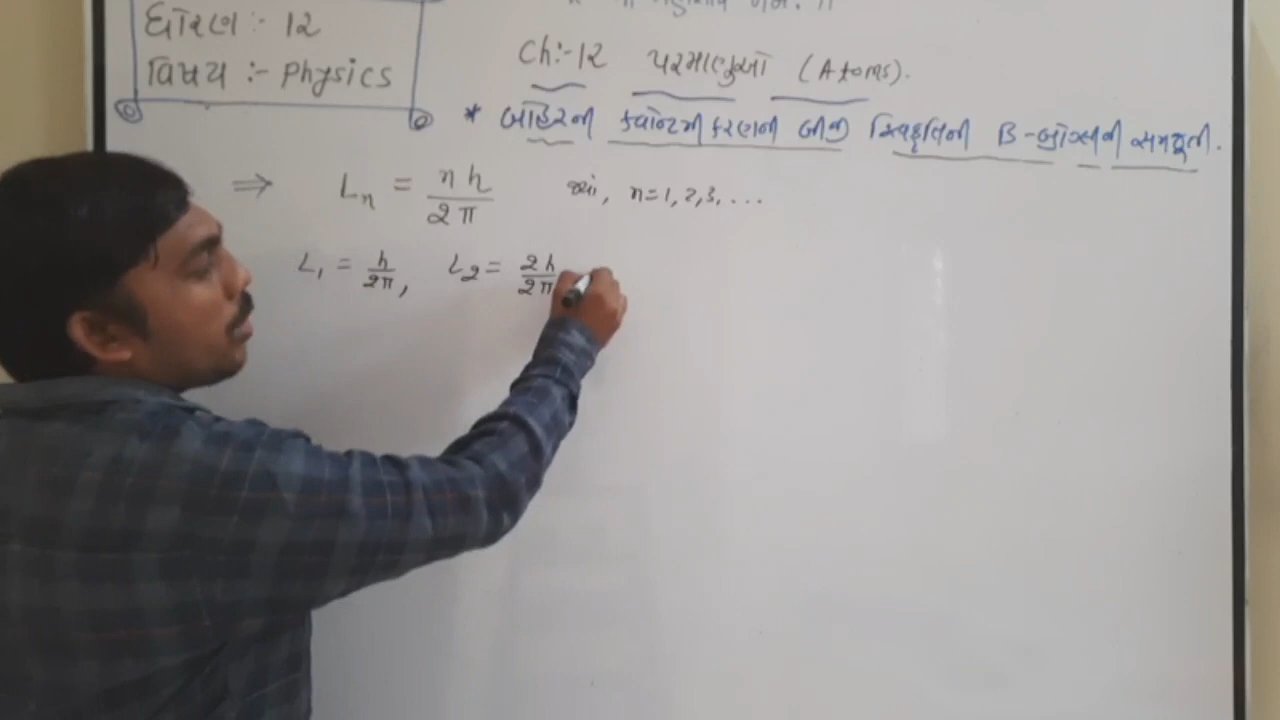 ધોરણ :- 12
વિષય :- Physics
Ch:-12 પરમાણુઓ (Atoms).
* બોહરની ક્વોન્ટમીકરણની બીજી સ્વિકૃતિની B-બ્રોગ્લીની સમજૂતી.
⇒ Lₙ = nh / 2π જ્યાં, n=1, 2, 3, ...
L₁ = h / 2π, L₂ = 2h / 2π